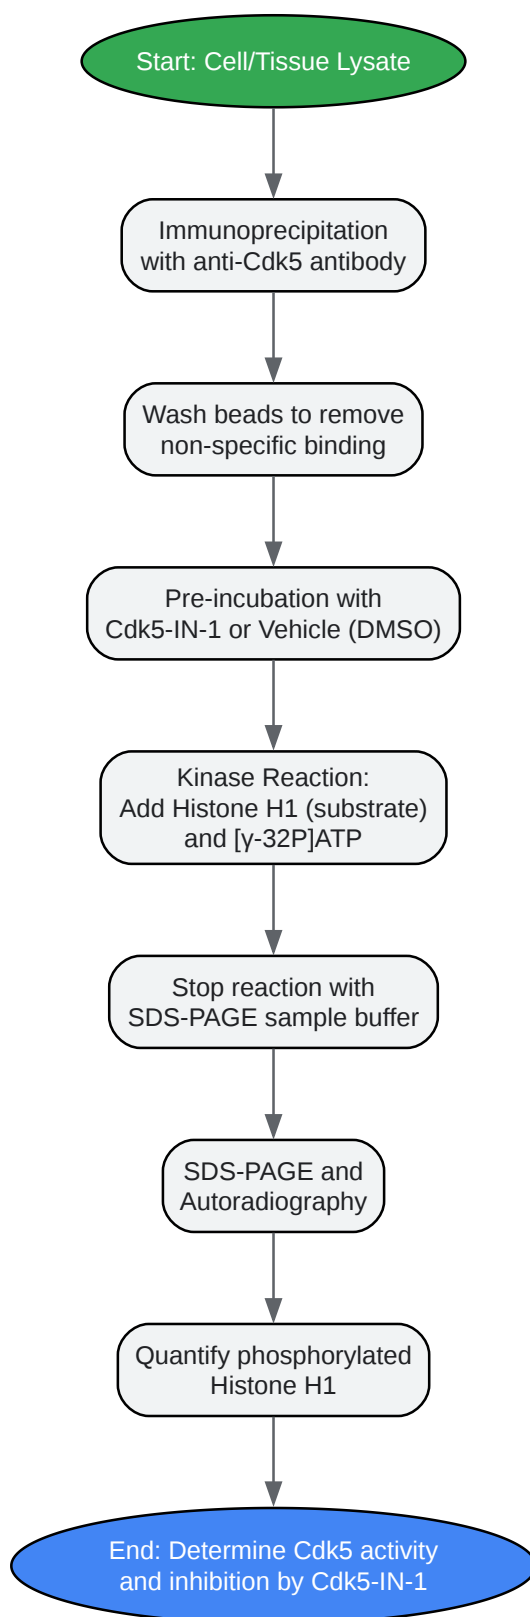 Start: Cell/Tissue Lysate
Immunoprecipitation
with anti-Cdk5 antibody
Wash beads to remove
non-specific binding
Pre-incubation with
Cdk5-IN-1 or Vehicle (DMSO)
Kinase Reaction:
Add Histone H1 (substrate)
and [γ-32P]ATP
Stop reaction with
SDS-PAGE sample buffer
SDS-PAGE and
Autoradiography
Quantify phosphorylated
Histone H1
End: Determine Cdk5 activity
and inhibition by Cdk5-IN-1